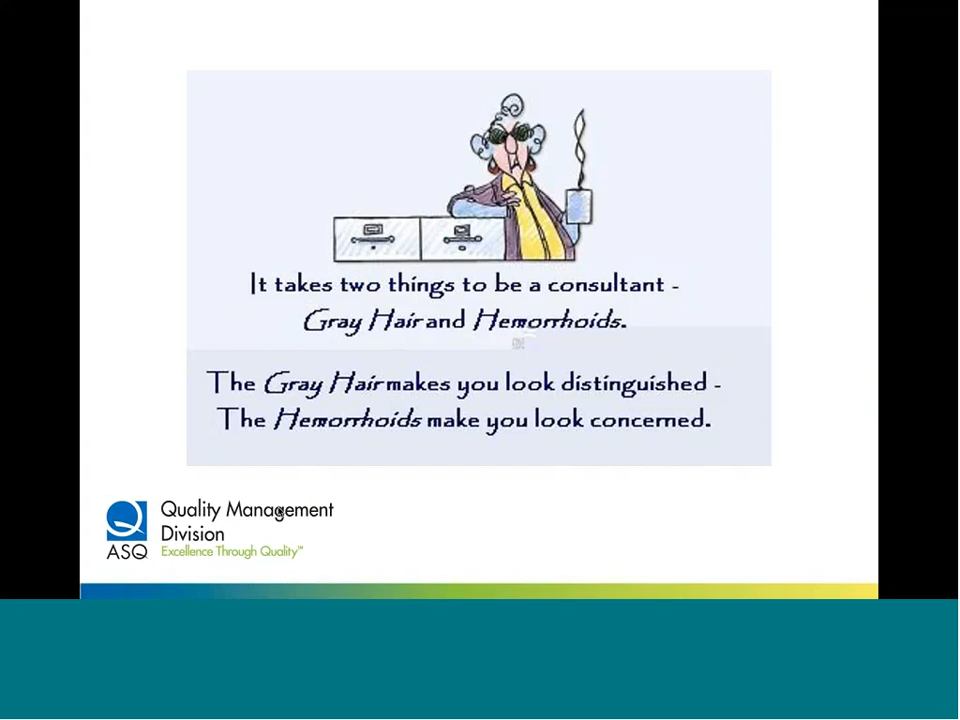 It takes two things to be a consultant -
Gray Hair and Hemorrhoids.
The Gray Hair makes you look distinguished -
The Hemorrhoids make you look concerned.
Quality Management
Division
ASQ Excellence Through Quality™